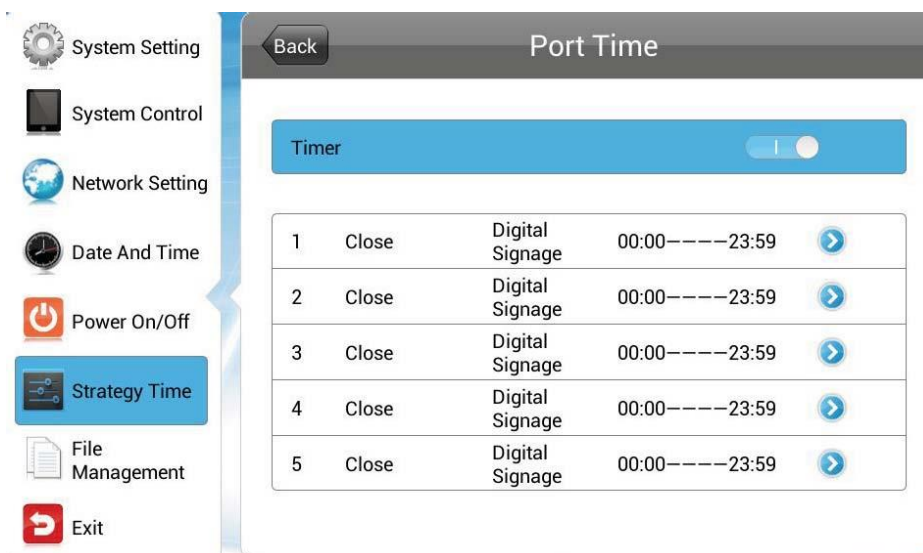 System Setting
System Control
Network Setting
Date And Time
Power On/Off
Strategy Time
File
Management
Exit
Back
Port Time
Timer
1 Close Digital Signage 00:00−−−−23:59
2 Close Digital Signage 00:00−−−−23:59
3 Close Digital Signage 00:00−−−−23:59
4 Close Digital Signage 00:00−−−−23:59
5 Close Digital Signage 00:00−−−−23:59